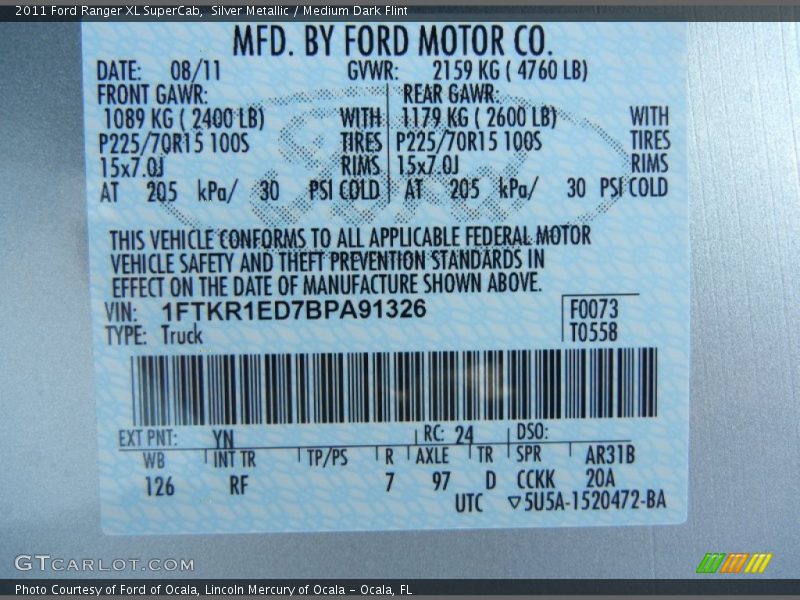 2011 Ford Ranger XL SuperCab,  Silver Metallic / Medium Dark Flint
MFD. BY FORD MOTOR CO.
DATE: 08/11 GVWR: 2159 KG ( 4760 LB)
FRONT GAWR: REAR GAWR:
1089 KG ( 2400 LB) WITH 1179 KG ( 2600 LB) WITH
P225/70R15 100S TIRES P225/70R15 100S TIRES
15x7.0J RIMS 15x7.0J RIMS
AT 205 kPa/ 30 PSI COLD AT 205 kPa/ 30 PSI COLD
THIS VEHICLE CONFORMS TO ALL APPLICABLE FEDERAL MOTOR
VEHICLE SAFETY AND THEFT PREVENTION STANDARDS IN
EFFECT ON THE DATE OF MANUFACTURE SHOWN ABOVE.
VIN: 1FTKR1ED7BPA91326 F0073
TYPE: Truck T0558
EXT PNT: YN RC: 24 DSO:
WB INT TR TP/PS R AXLE TR SPR AR31B
126 RF 7 97 D CCKK 20A
UTC ▽5U5A-1520472-BA
GTCARLOT.COM
Photo Courtesy of Ford of Ocala, Lincoln Mercury of Ocala - Ocala, FL